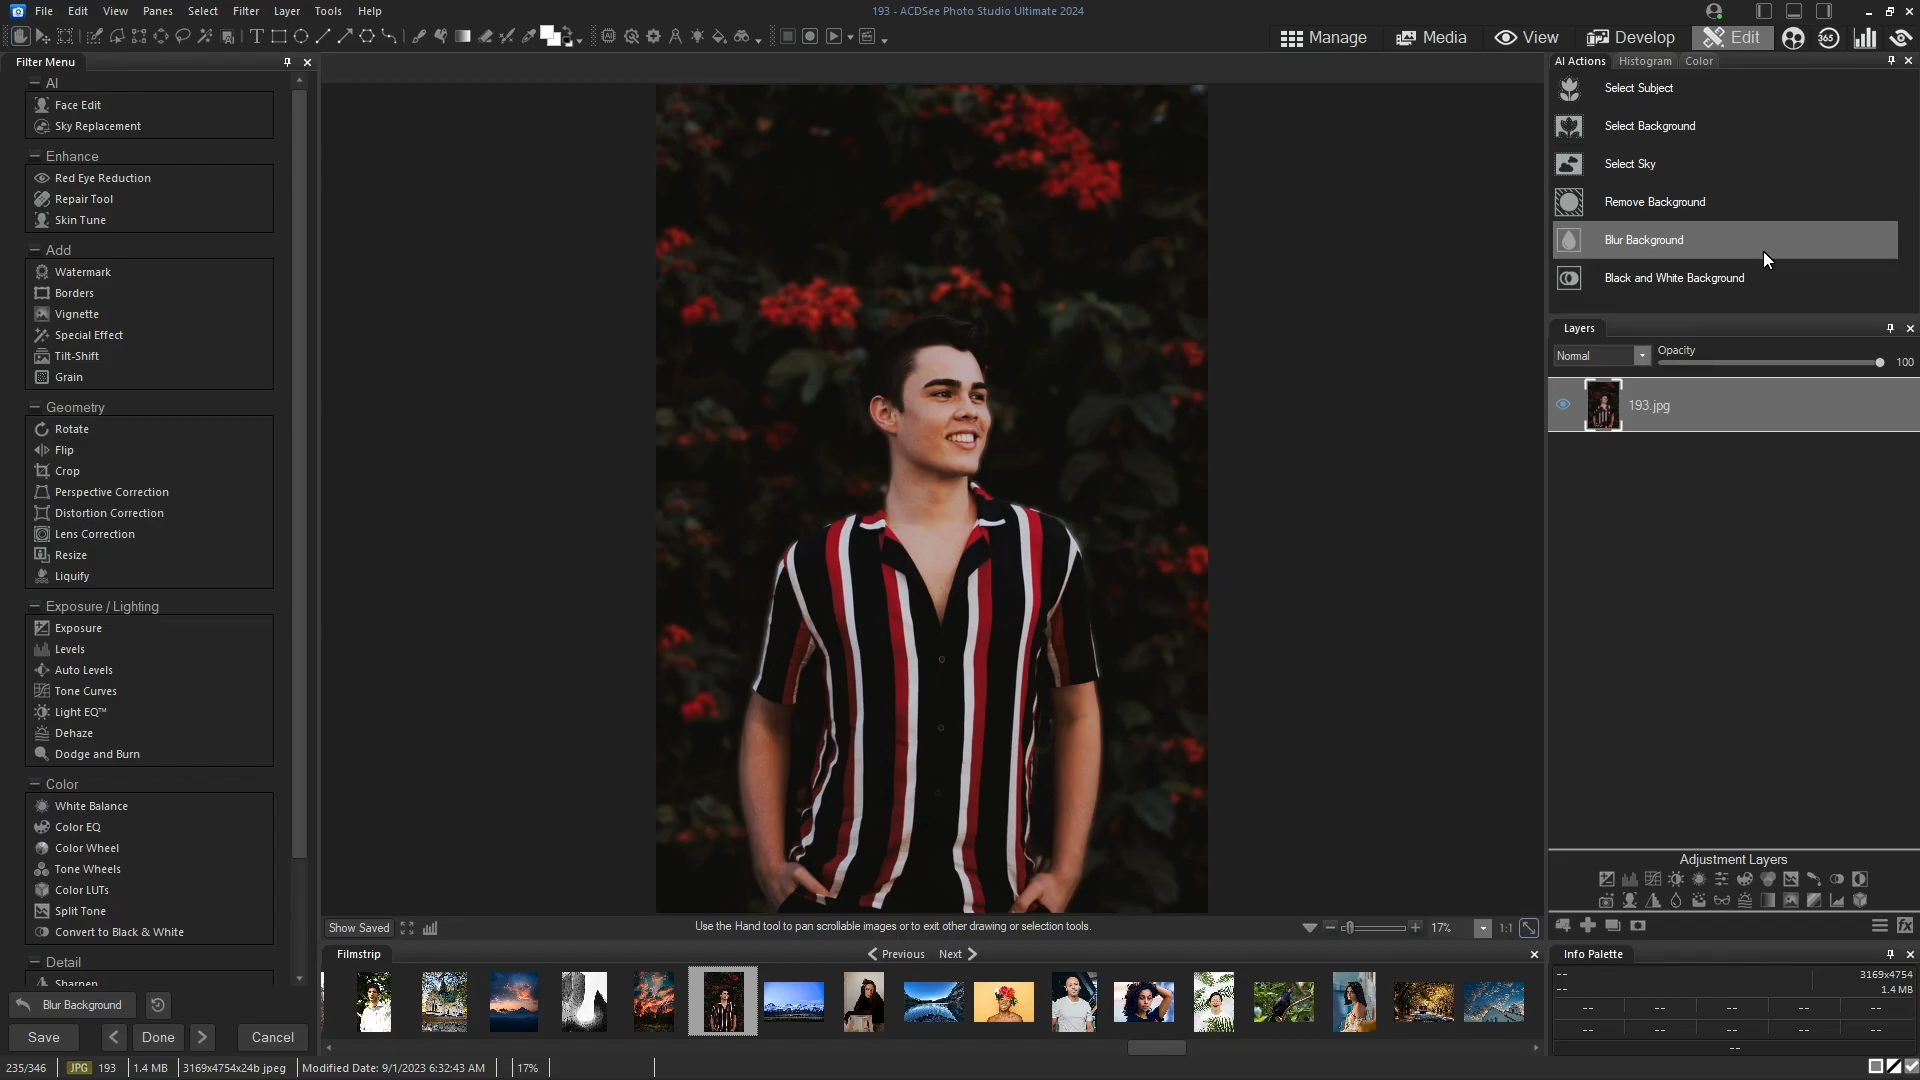 File Edit View Panes Select Filter Layer Tools Help
193 - ACDSee Photo Studio Ultimate 2024
Manage Media View Develop Edit 365
Filter Menu
AI
Face Edit
Sky Replacement
Enhance
Red Eye Reduction
Repair Tool
Skin Tune
Add
Watermark
Borders
Vignette
Special Effect
Tilt-Shift
Grain
Geometry
Rotate
Flip
Crop
Perspective Correction
Distortion Correction
Lens Correction
Resize
Liquify
Exposure / Lighting
Exposure
Levels
Auto Levels
Tone Curves
Light EQ™
Dehaze
Dodge and Burn
Color
White Balance
Color EQ
Color Wheel
Tone Wheels
Color LUTs
Split Tone
Convert to Black & White
Detail
Sharpen
Blur Background
Save Done Cancel
AI Actions Histogram Color
Select Subject
Select Background
Select Sky
Remove Background
Blur Background
Black and White Background
Layers
Normal Opacity 100
193.jpg
Adjustment Layers
Show Saved
Use the Hand tool to pan scrollable images or to exit other drawing or selection tools.
17% 1:1
Filmstrip Previous Next
Info Palette
-- 3169x4754
-- 1.4 MB
-- -- -- -- --
-- -- -- -- --
--
235/346 JPG 193 1.4 MB 3169x4754x24b jpeg Modified Date: 9/1/2023 6:32:43 AM 17%